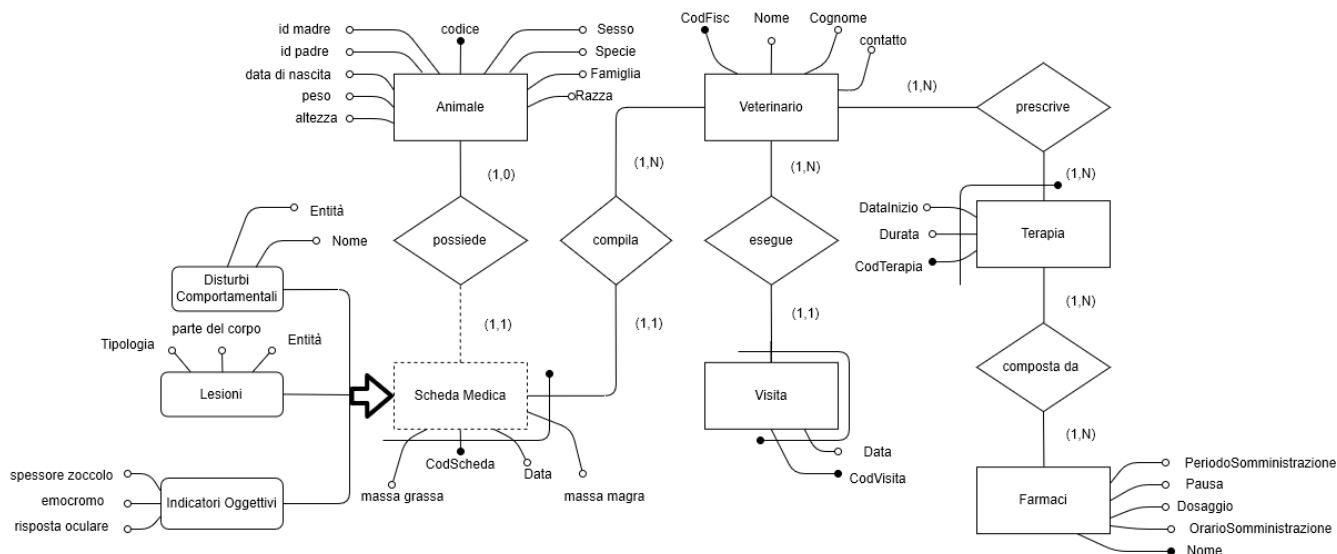 CodFisc
Nome
Cognome
contatto
id madre
codice
Sesso
id padre
Specie
data di nascita
Famiglia
peso
Animale
Razza
altezza
Veterinario
(1,N)
prescrive
(1,0)
(1,N)
(1,N)
(1,N)
Entità
DataInizio
Nome
possiede
compila
esegue
Durata
Terapia
CodTerapia
Disturbi
Comportamentali
(1,N)
parte del corpo
(1,1)
(1,1)
(1,1)
Tipologia
Entità
composta da
Lesioni
Scheda Medica
Visita
(1,N)
Data
CodScheda
Data
CodVisita
massa grassa
massa magra
PeriodoSomministrazione
spessore zoccolo
Pausa
emocromo
Indicatori Oggettivi
Farmaci
Dosaggio
risposta oculare
OrarioSomministrazione
Nome